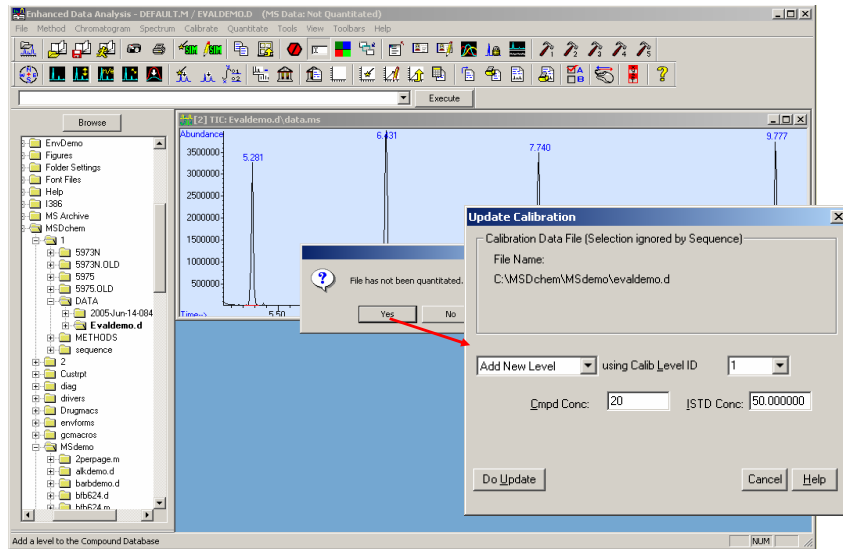 Enhanced Data Analysis - DEFAULT.M / EVALDEMO.D (MS Data: Not Quantitated)
File Method Chromatogram Spectrum Calibrate Quantitate Tools View Toolbars Help
Execute
Browse
EnvDemo
Figures
Folder Settings
Font Files
Help
I386
MS Archive
MSDchem
1
5973N
5973N.OLD
5975
5975.OLD
DATA
2005-Jun-14-084
Evaldemo.d
METHODS
sequence
2
Custrpt
diag
drivers
Drugmacs
envforms
gcmacros
MSdemo
2perpage.m
alkdemo.d
barbdemo.d
bfb624.d
bfb624.m
[2] TIC: Evaldemo.d\data.ms
Abundance
3500000
3000000
2500000
2000000
1500000
1000000
500000
Time-->
5.50
5.281
6.431
7.740
9.777
File has not been quantitated.
Yes No
Update Calibration
Calibration Data File (Selection ignored by Sequence)
File Name:
C:\MSDchem\MSdemo\evaldemo.d
Add New Level using Calib Level ID 1
Cmpd Conc: 20 ISTD Conc: 50.000000
Do Update Cancel Help
Add a level to the Compound Database
NUM